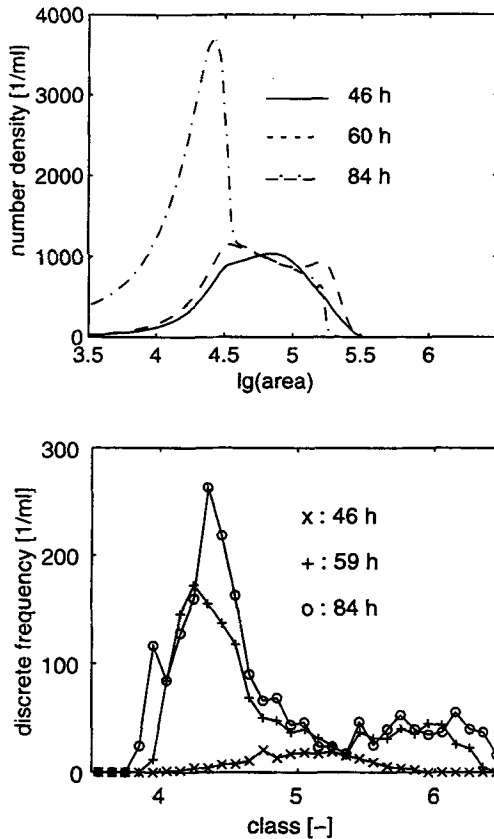 number density [1/ml]
4000
3000
2000
1000
0
46 h
60 h
84 h
3.5
4
4.5
5
5.5
6
lg(area)
discrete frequency [1/ml]
300
200
100
0
x : 46 h
+ : 59 h
o : 84 h
4
5
6
class [–]